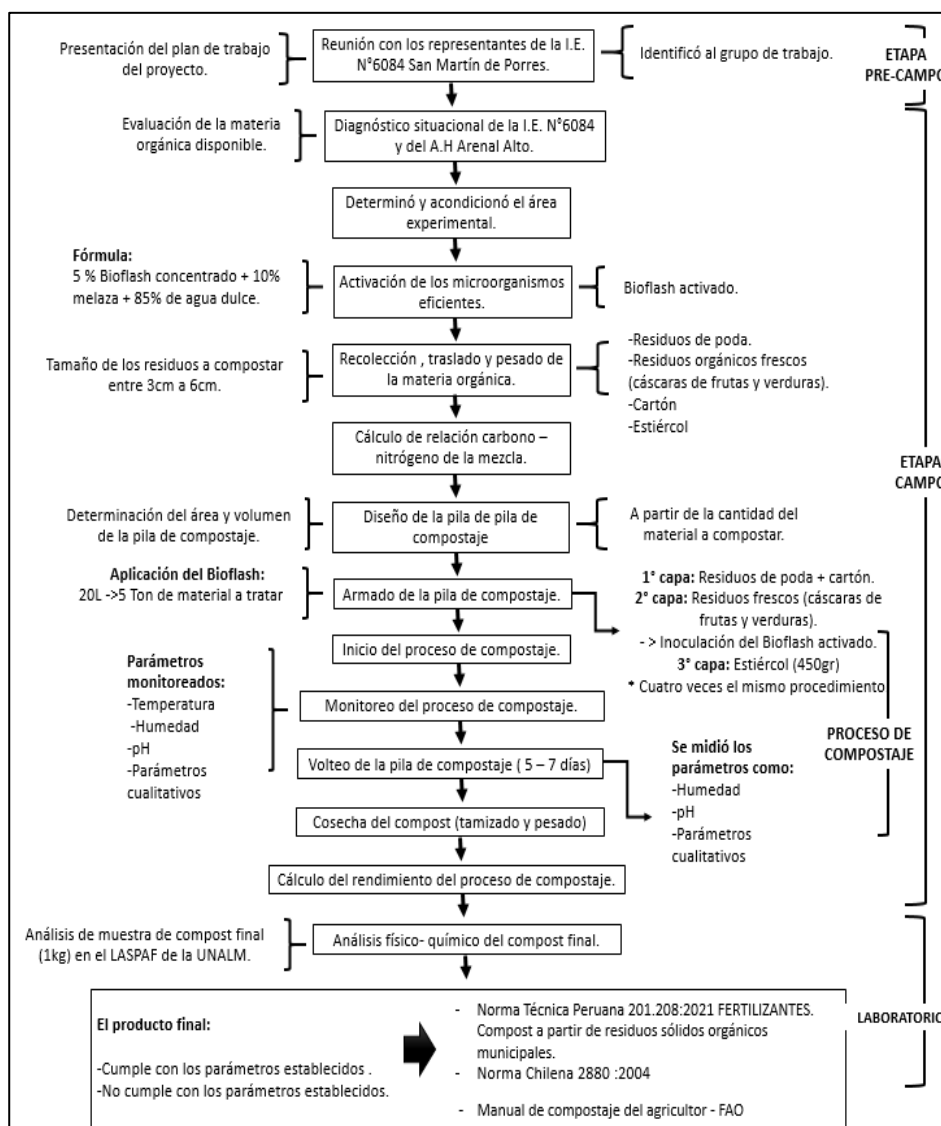 Presentación del plan de trabajo
del proyecto.
Reunión con los representantes de la I.E.
N°6084 San Martín de Porres.
Identificó al grupo de trabajo.
ETAPA
PRE-CAMPO
Evaluación de la materia
orgánica disponible.
Diagnóstico situacional de la I.E. N°6084
y del A.H Arenal Alto.
Determinó y acondicionó el área
experimental.
Fórmula:
5 % Bioflash concentrado + 10%
melaza + 85% de agua dulce.
Activación de los microorganismos
eficientes.
Bioflash activado.
Tamaño de los residuos a compostar
entre 3cm a 6cm.
Recolección , traslado y pesado de
la materia orgánica.
-Residuos de poda.
-Residuos orgánicos frescos
(cáscaras de frutas y verduras).
-Cartón
-Estiércol
Cálculo de relación carbono –
nitrógeno de la mezcla.
ETAPA
CAMPO
Determinación del área y volumen
de la pila de compostaje.
Diseño de la pila de pila de
compostaje
A partir de la cantidad del
material a compostar.
Aplicación del Bioflash:
20L ->5 Ton de material a tratar
Armado de la pila de compostaje.
1° capa: Residuos de poda + cartón.
2° capa: Residuos frescos (cáscaras de
frutas y verduras).
- > Inoculación del Bioflash activado.
3° capa: Estiércol (450gr)
* Cuatro veces el mismo procedimiento
Inicio del proceso de compostaje.
Parámetros
monitoreados:
-Temperatura
-Humedad
-pH
-Parámetros
cualitativos
Monitoreo del proceso de compostaje.
PROCESO DE
COMPOSTAJE
Volteo de la pila de compostaje ( 5 – 7 días)
Se midió los
parámetros como:
-Humedad
-pH
-Parámetros
cualitativos
Cosecha del compost (tamizado y pesado)
Cálculo del rendimiento del proceso de compostaje.
Análisis de muestra de compost final
(1kg) en el LASPAF de la UNALM.
Análisis físico- químico del compost final.
LABORATORIO
El producto final:
-Cumple con los parámetros establecidos .
-No cumple con los parámetros establecidos.
- Norma Técnica Peruana 201.208:2021 FERTILIZANTES.
Compost a partir de residuos sólidos orgánicos
municipales.
- Norma Chilena 2880 :2004
- Manual de compostaje del agricultor - FAO